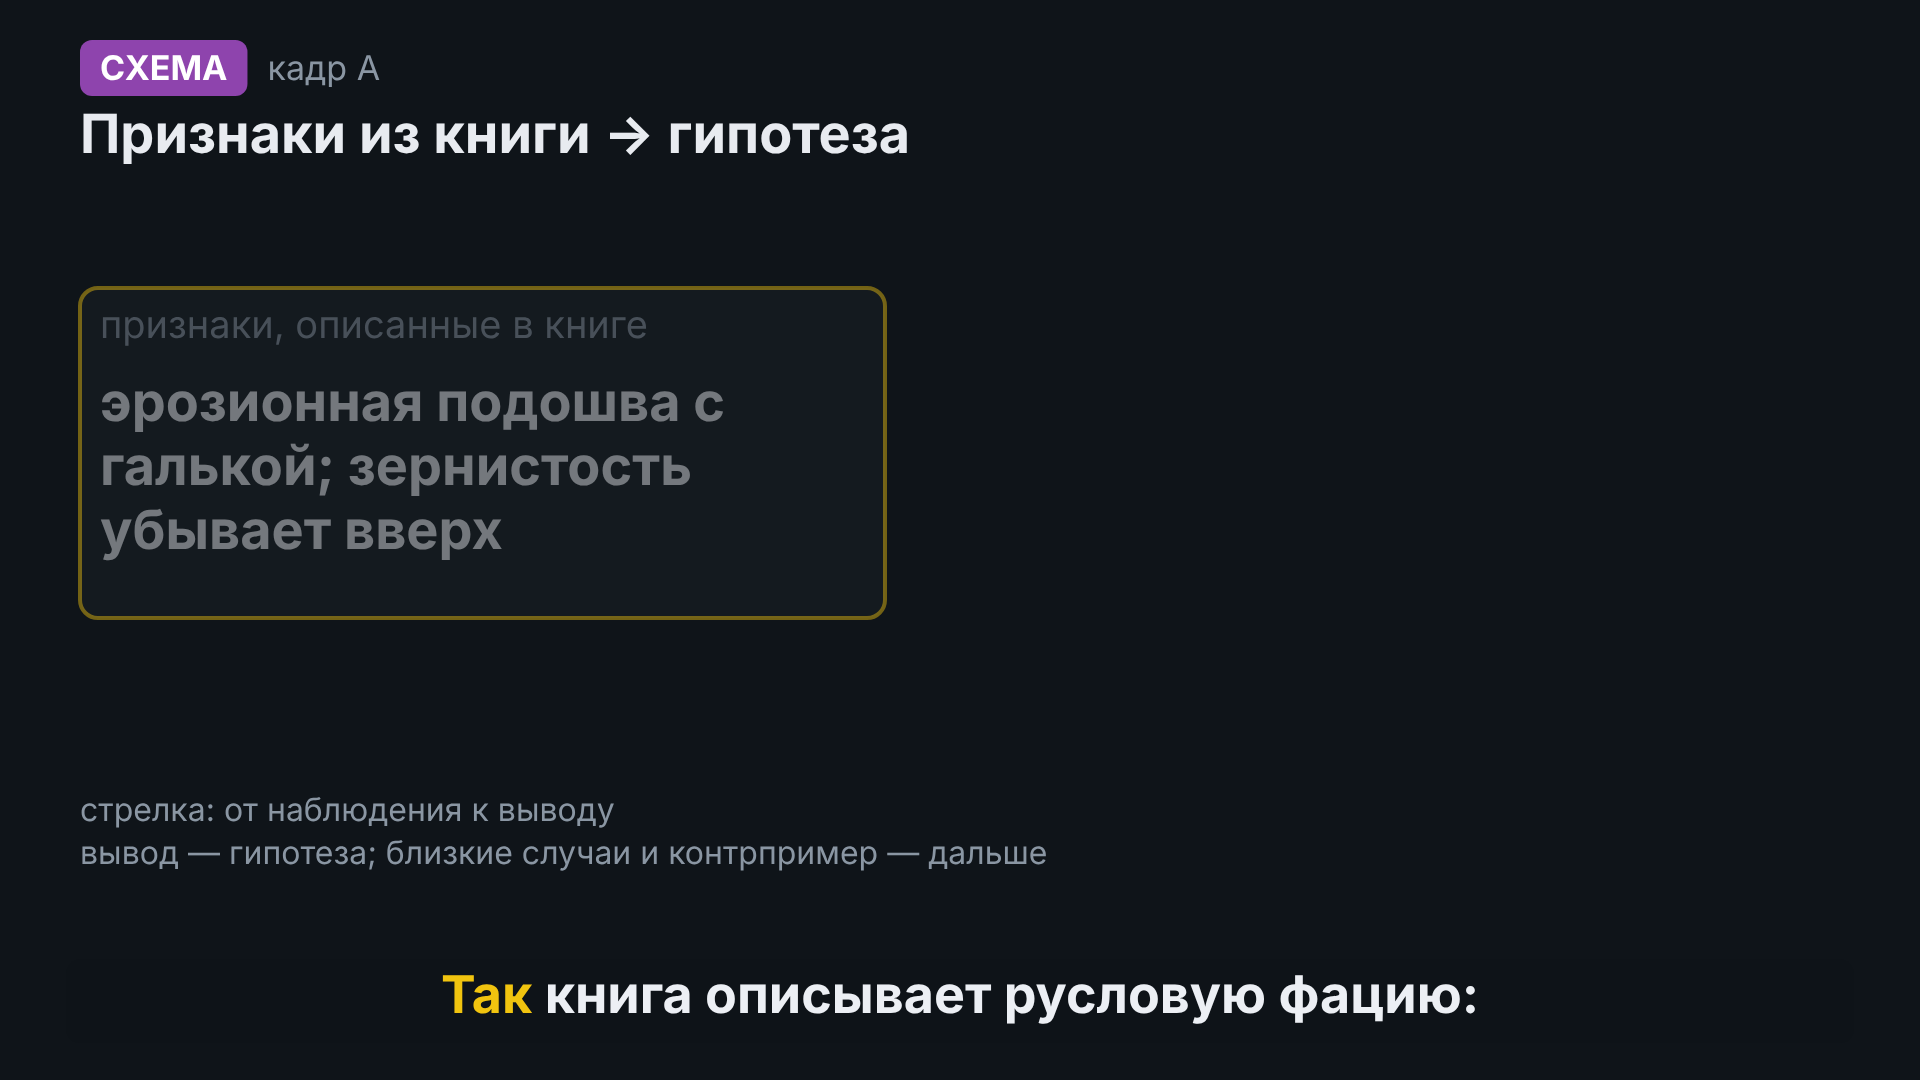 СХЕМА кадр А
Признаки из книги → гипотеза
признаки, описанные в книге
эрозионная подошва с
галькой; зернистость
убывает вверх
стрелка: от наблюдения к выводу
вывод — гипотеза; близкие случаи и контрпример — дальше
Так книга описывает русловую фацию: